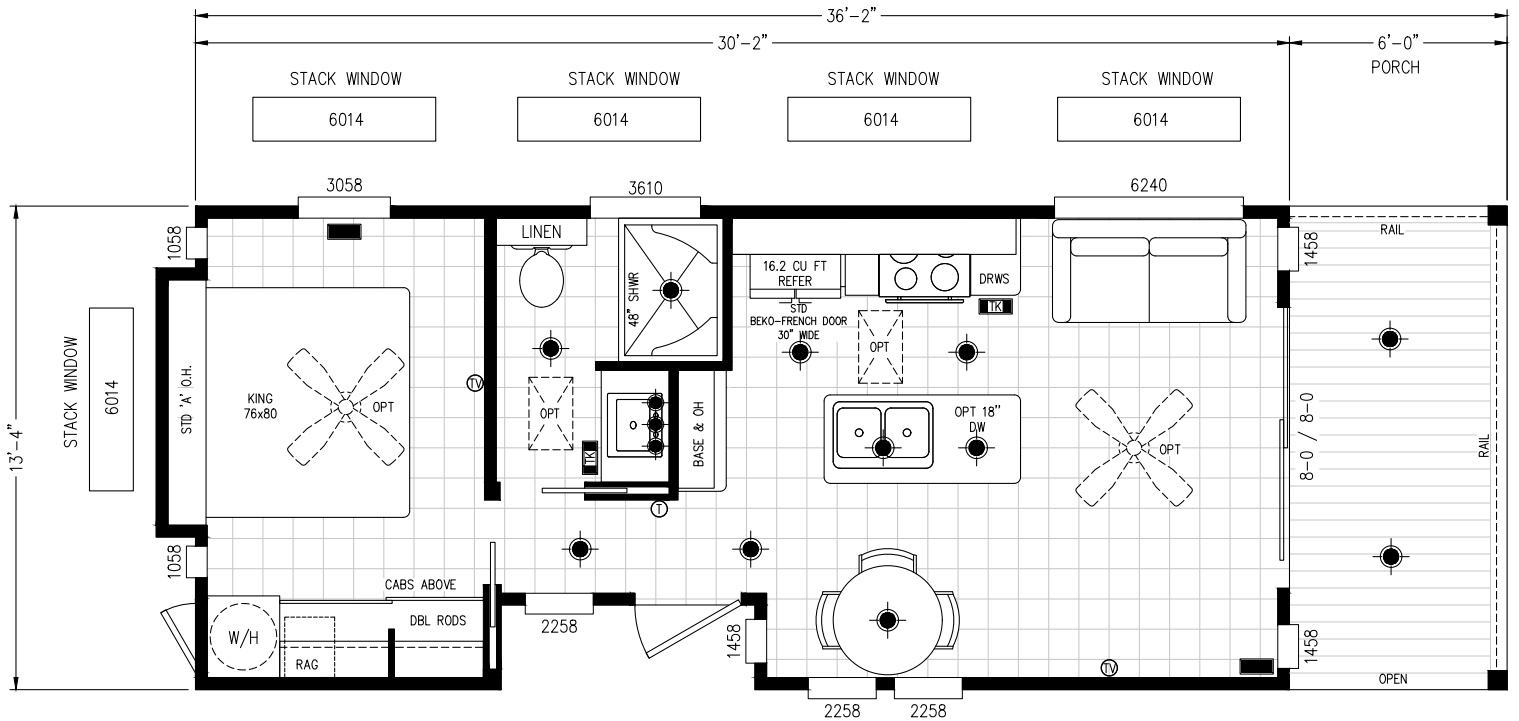 36'-2"
30'-2"
6'-0"
PORCH
STACK WINDOW
6014
STACK WINDOW
6014
STACK WINDOW
6014
STACK WINDOW
6014
3058
3610
6240
1058
LINEN
48" SHWR
16.2 CU FT
REFER
STD
BEKO-FRENCH DOOR
30" WIDE
DRWS
TK
1458
RAIL
STACK WINDOW
6014
13'-4"
STD 'A' O.H.
KING
76x80
OPT
TV
OPT
TK
BASE & OH
OPT
OPT 18"
DW
OPT
8-0 / 8-0
RAIL
T
1058
CABS ABOVE
DBL RODS
W/H
RAG
2258
1458
TV
1458
OPEN
2258
2258